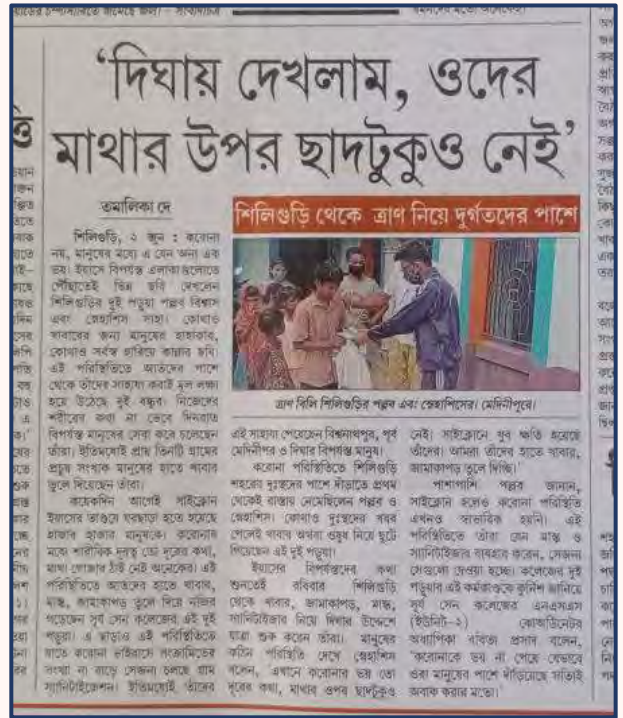 ‘দিঘায় দেখলাম, ওদের
মাথার উপর ছাদটুকুও নেই’
তমালিকা দে
শিলিগুড়ি থেকে ত্রাণ নিয়ে দুর্গতদের পাশে
শিলিগুড়ি, ২ জুন : করোনা
নয়, মানুষের মধ্যে এ যেন অন্য এক
ভয়। ইয়াসে বিপর্যস্ত এলাকাগুলোতে
পৌঁছাতেই ভিন্ন ছবি দেখলেন
শিলিগুড়ির দুই পড়ুয়া পল্লব বিশ্বাস
এবং স্নেহাশিস সাহা। কোথাও
খাবারের জন্য মানুষের হাহাকার,
কোথাও সর্বস্ব হারিয়ে কান্নার ছবি।
এই পরিস্থিতিতে আর্তদের পাশে
থেকে তাঁদের সাহায্য করাই মূল লক্ষ্য
হয়ে উঠেছে দুই বন্ধুর। নিজেদের
শরীরের কথা না ভেবে দিনরাত
বিপর্যস্ত মানুষের সেবা করে চলেছেন
তাঁরা। ইতিমধ্যেই প্রায় তিনটি গ্রামের
প্রচুর সংখ্যক মানুষের হাতে খাবার
তুলে দিয়েছেন তাঁরা।
কয়েকদিন আগেই সাইক্লোন
ইয়াসের তাণ্ডবে ঘরছাড়া হতে হয়েছে
হাজার হাজার মানুষকে। করোনার
মধ্যে শারীরিক দূরত্ব তো দূরের কথা,
মাথা গোঁজার ঠাঁই নেই অনেকের। এই
পরিস্থিতিতে আর্তদের হাতে খাবার,
মাস্ক, জামাকাপড় তুলে দিয়ে নজির
গড়েছেন সূর্য সেন কলেজের এই দুই
পড়ুয়া। এ ছাড়াও এই পরিস্থিতিতে
যাতে করোনা ভাইরাসে সংক্রামিতের
সংখ্যা না বাড়ে সেজন্য চলছে গ্রাম
স্যানিটাইজেশন। ইতিমধ্যেই তাঁদের
ত্রাণ বিলি শিলিগুড়ির পল্লব এবং স্নেহাশিসের। মেদিনীপুরে।
এই সাহায্য পেয়েছেন বিশ্বনাথপুর, পূর্ব
মেদিনীপুর ও দিঘার বিপর্যস্ত মানুষ।
করোনা পরিস্থিতিতে শিলিগুড়ি
শহরের দুঃস্থদের পাশে দাঁড়াতে প্রথম
থেকেই রাস্তায় নেমেছিলেন পল্লব ও
স্নেহাশিস। কোথাও দুঃস্থদের খবর
পেলেই খাবার অথবা ওষুধ নিয়ে ছুটে
গিয়েছেন এই দুই পড়ুয়া।
ইয়াসের বিপর্যস্তদের কথা
শুনতেই রবিবার শিলিগুড়ি
থেকে খাবার, জামাকাপড়, মাস্ক,
স্যানিটাইজার নিয়ে দিঘার উদ্দেশে
যাত্রা শুরু করেন তাঁরা। মানুষের
কঠিন পরিস্থিতি দেখে স্নেহাশিস
বলেন, ‘এখানে করোনার ভয় তো
দূরের কথা, মাথার ওপর ছাদটুকুও
নেই। সাইক্লোনে খুব ক্ষতি হয়েছে
তাঁদের। আমরা তাঁদের হাতে খাবার,
জামাকাপড় তুলে দিচ্ছি।’
পাশাপাশি পল্লব জানান,
সাইক্লোন হলেও করোনা পরিস্থিতি
এখনও স্বাভাবিক হয়নি। এই
পরিস্থিতিতে তাঁরা যেন মাস্ক ও
স্যানিটাইজার ব্যবহার করেন, সেজন্য
সেগুলো দেওয়া হচ্ছে। কলেজের দুই
পড়ুয়ার এই কর্মকাণ্ডকে কুর্নিশ জানিয়ে
সূর্য সেন কলেজের এনএসএস
(ইউনিট-২) কোঅর্ডিনেটর
অধ্যাপিকা ববিতা প্রসাদ বলেন,
‘করোনাকে ভয় না পেয়ে যেভাবে
ওরা মানুষের পাশে দাঁড়িয়েছে সত্যিই
অবাক করার মতো।’